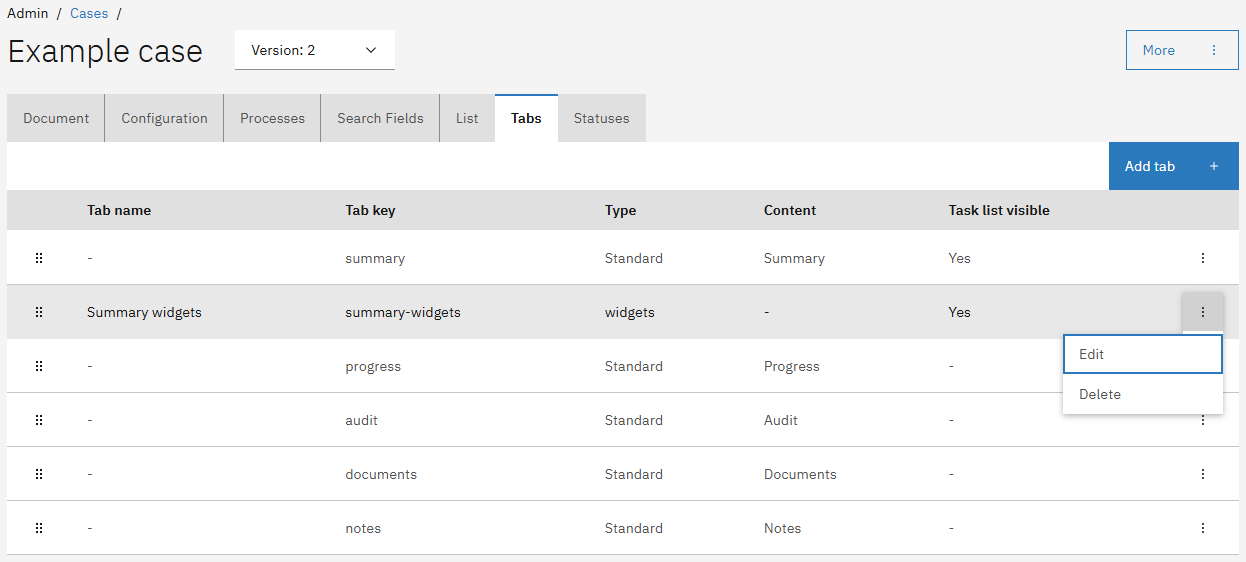 Admin / Cases /
Example case Version: 2 More
Document Configuration Processes Search Fields List Tabs Statuses
Add tab +
Tab name Tab key Type Content Task list visible
- summary Standard Summary Yes
Summary widgets summary-widgets widgets - Yes
Edit
- progress Standard Progress -
Delete
- audit Standard Audit -
- documents Standard Documents -
- notes Standard Notes -